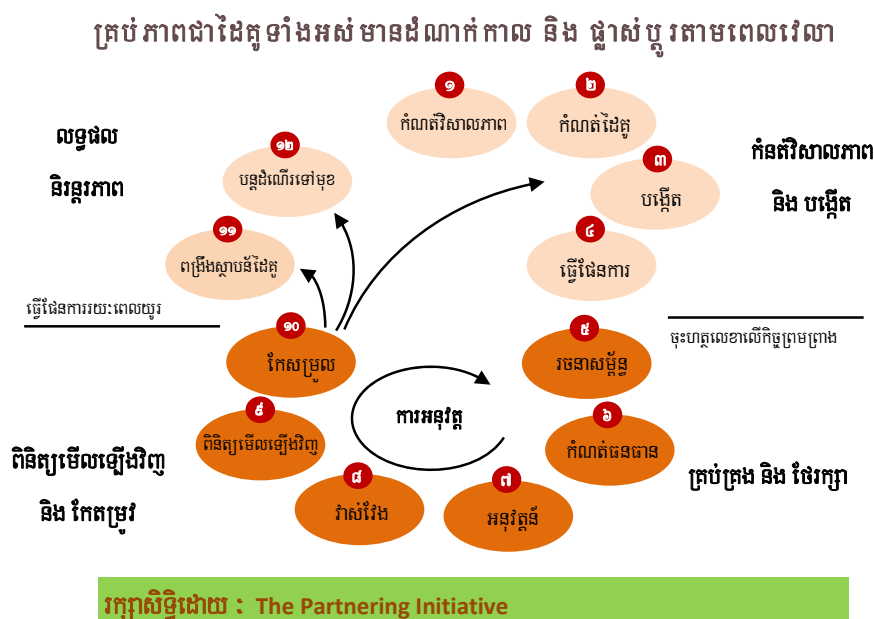 គ្រប់ភាពជាដៃគូទាំងអស់មានដំណាក់កាល និង ផ្លាស់ប្តូរតាមពេលវេលា
១
កំណត់វិសាលភាព
២
កំណត់ដៃគូ
៣
បង្កើត
៤
ធ្វើផែនការ
កំនត់វិសាលភាព
និង បង្កើត
លទ្ធផល
និរន្តរភាព
១២
បន្តដំណើរទៅមុខ
១១
ពង្រឹងស្ថាបន័ដៃគូ
ធ្វើផែនការរយៈពេលយូរ
ចុះហត្ថលេខាលើកិច្ចព្រមព្រាង
១០
កែសម្រួល
៥
រចនាសម្ព័ន្ធ
៩
ពិនិត្យមើលឡើងវិញ
ការអនុវត្ត
៦
កំណត់ធនធាន
ពិនិត្យមើលឡើងវិញ
និង កែតម្រូវ
៨
វាស់វែង
៧
អនុវត្តន៍
គ្រប់គ្រង និង ថែរក្សា
រក្សាសិទ្ធិដោយ ៖ The Partnering Initiative